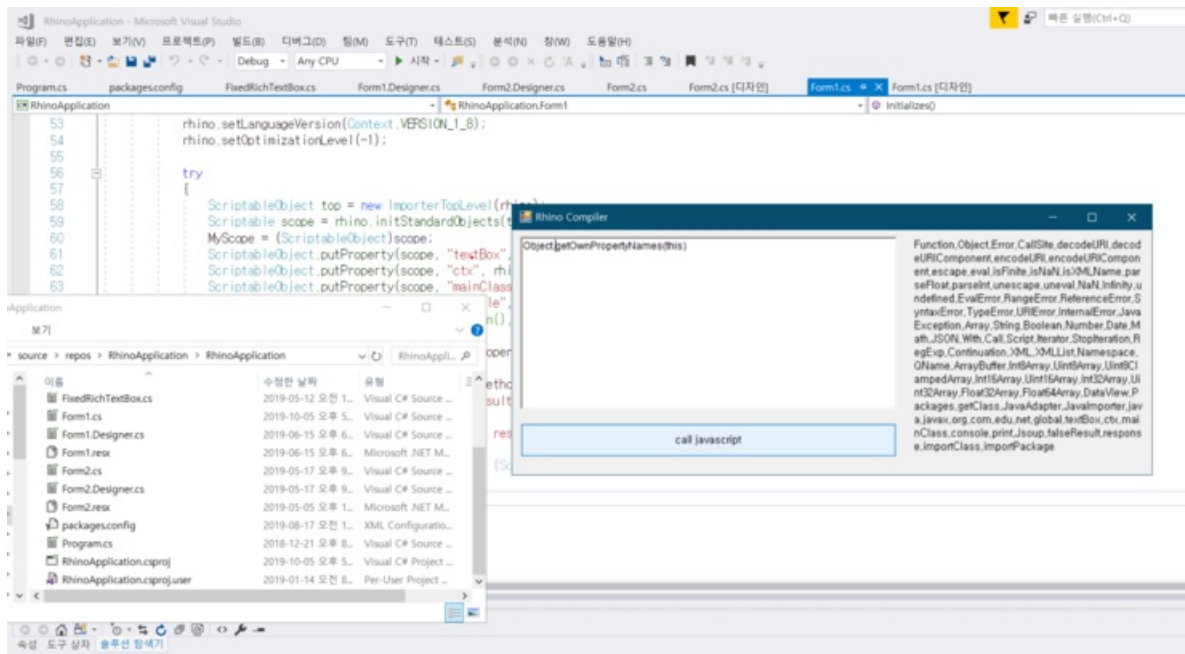 RhinoApplication - Microsoft Visual Studio
빠른 실행(Ctrl+Q)
파일(F) 편집(E) 보기(V) 프로젝트(P) 빌드(B) 디버그(D) 팀(M) 도구(T) 테스트(S) 분석(N) 창(W) 도움말(H)
Debug Any CPU 시작
Program.cs packages.config FixedRichTextBox.cs Form1.Designer.cs Form2.Designer.cs Form2.cs Form2.cs [디자인] Form1.cs Form1.cs [디자인]
RhinoApplication RhinoApplication.Form1 Initializes()
53 rhino.setLanguageVersion(Context.VERSION_1_8);
54 rhino.setOptimizationLevel(-1);
55
56 try
57 {
58 ScriptableObject top = new ImporterTopLevel(rh
59 Scriptable scope = rhino.initStandardObjects(t
60 MyScope = (ScriptableObject)scope;
61 ScriptableObject.putProperty(scope, "textBox",
62 ScriptableObject.putProperty(scope, "ctx", rhi
63 ScriptableObject.putProperty(scope, "mainClass
Rhino Compiler
Object.getOwnPropertyNames(this)
call javascript
Function,Object,Error,CallSite,decodeURI,decod
eURIComponent,encodeURI,encodeURICompon
ent,escape,eval,isFinite,isNaN,isXMLName,par
seFloat,parseInt,unescape,uneval,NaN,Infinity,u
ndefined,EvalError,RangeError,ReferenceError,S
yntaxError,TypeError,URIError,InternalError,Java
Exception,Array,String,Boolean,Number,Date,M
ath,JSON,With,Call,Script,Iterator,StopIteration,R
egExp,Continuation,XML,XMLList,Namespace,
QName,ArrayBuffer,Int8Array,Uint8Array,Uint8Cl
ampedArray,Int16Array,Uint16Array,Int32Array,Ui
nt32Array,Float32Array,Float64Array,DataView,P
ackages,getClass,JavaAdapter,JavaImporter,jav
a,javax,org,com,edu,net,global,textBox,ctx,mai
nClass,console,print,Jsoup,falseResult,respons
e,importClass,importPackage
Application
보기
source > repos > RhinoApplication > RhinoApplication RhinoAppli...
이름 수정한 날짜 유형
FixedRichTextBox.cs 2019-05-12 오전 1... Visual C# Source ...
Form1.cs 2019-10-05 오후 5... Visual C# Source ...
Form1.Designer.cs 2019-06-15 오후 6... Visual C# Source ...
Form1.resx 2019-06-15 오후 6... Microsoft .NET M...
Form2.cs 2019-05-17 오후 9... Visual C# Source ...
Form2.Designer.cs 2019-05-17 오후 9... Visual C# Source ...
Form2.resx 2019-05-05 오전 1... Microsoft .NET M...
packages.config 2019-08-17 오전 1... XML Configuratio...
Program.cs 2018-12-21 오후 8... Visual C# Source ...
RhinoApplication.csproj 2019-10-05 오후 5... Visual C# Project ...
RhinoApplication.csproj.user 2019-01-14 오전 8... Per-User Project ...
속성 도구 상자 솔루션 탐색기